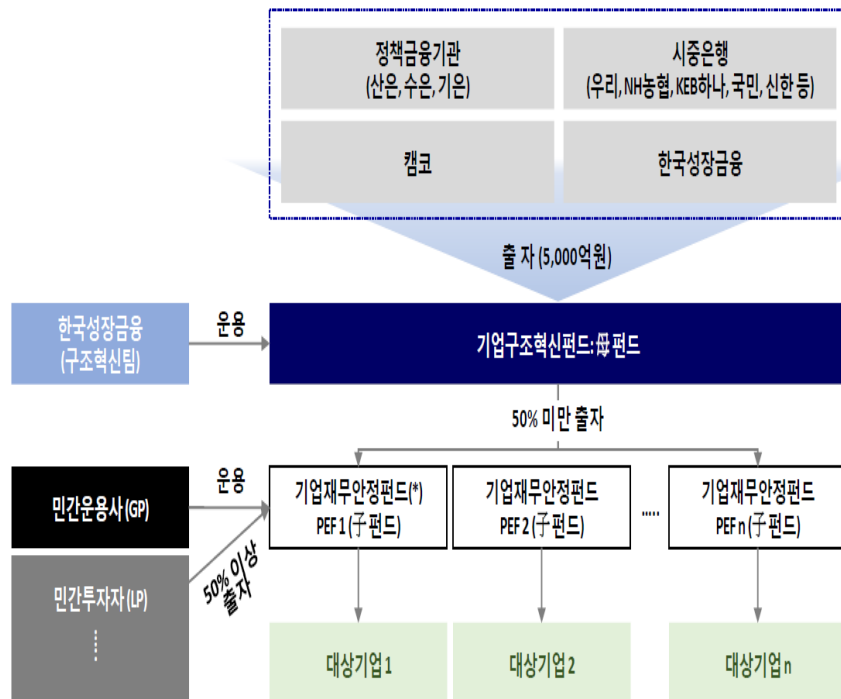 정책금융기관
(산은, 수은, 기은)
시중은행
(우리, NH농협, KEB하나, 국민, 신한 등)
캠코
한국성장금융
출 자 (5,000억원)
한국성장금융
(구조혁신팀)
운용
기업구조혁신펀드: 母 펀드
50% 미만 출자
민간운용사 (GP)
운용
기업재무안정펀드(*)
PEF 1 (子 펀드)
기업재무안정펀드
PEF 2 (子 펀드)
.....
기업재무안정펀드
PEF n (子 펀드)
민간투자자 (LP)
50% 이상
출자
대상기업 1
대상기업 2
대상기업 n